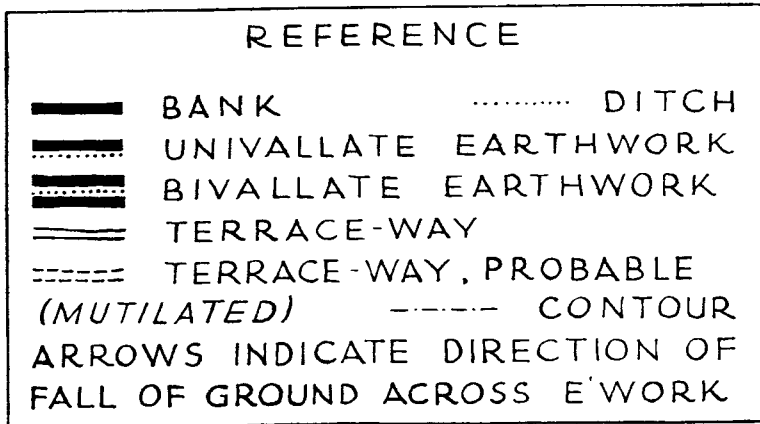 REFERENCE
BANK DITCH
UNIVALLATE EARTHWORK
BIVALLATE EARTHWORK
TERRACE-WAY
TERRACE-WAY, PROBABLE
(MUTILATED) CONTOUR
ARROWS INDICATE DIRECTION OF
FALL OF GROUND ACROSS E'WORK